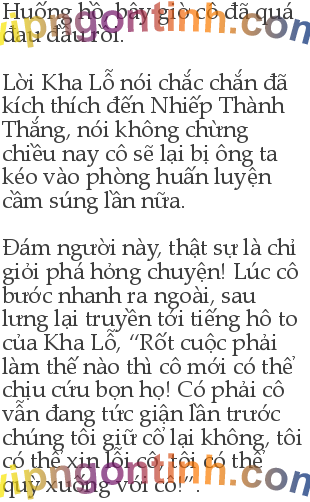 Huống hồ, bây giờ cô đã quá
đau đầu rồi.
Lời Kha Lỗ nói chắc chắn đã
kích thích đến Nhiếp Thành
Thắng, nói không chừng
chiều nay cô sẽ lại bị ông ta
kéo vào phòng huấn luyện
cầm súng lần nữa.
Đám người này, thật sự là chỉ
giỏi phá hỏng chuyện! Lúc cô
bước nhanh ra ngoài, sau
lưng lại truyền tới tiếng hô to
của Kha Lỗ, “Rốt cuộc phải
làm thế nào thì cô mới có thể
chịu cứu bọn họ! Có phải cô
vẫn đang tức giận lần trước
chúng tôi giữ cổ lại không, tôi
có thể xin lỗi cô, tôi có thể
quỳ xuống với cô!”
vipngontinh.com
vipngontinh.com